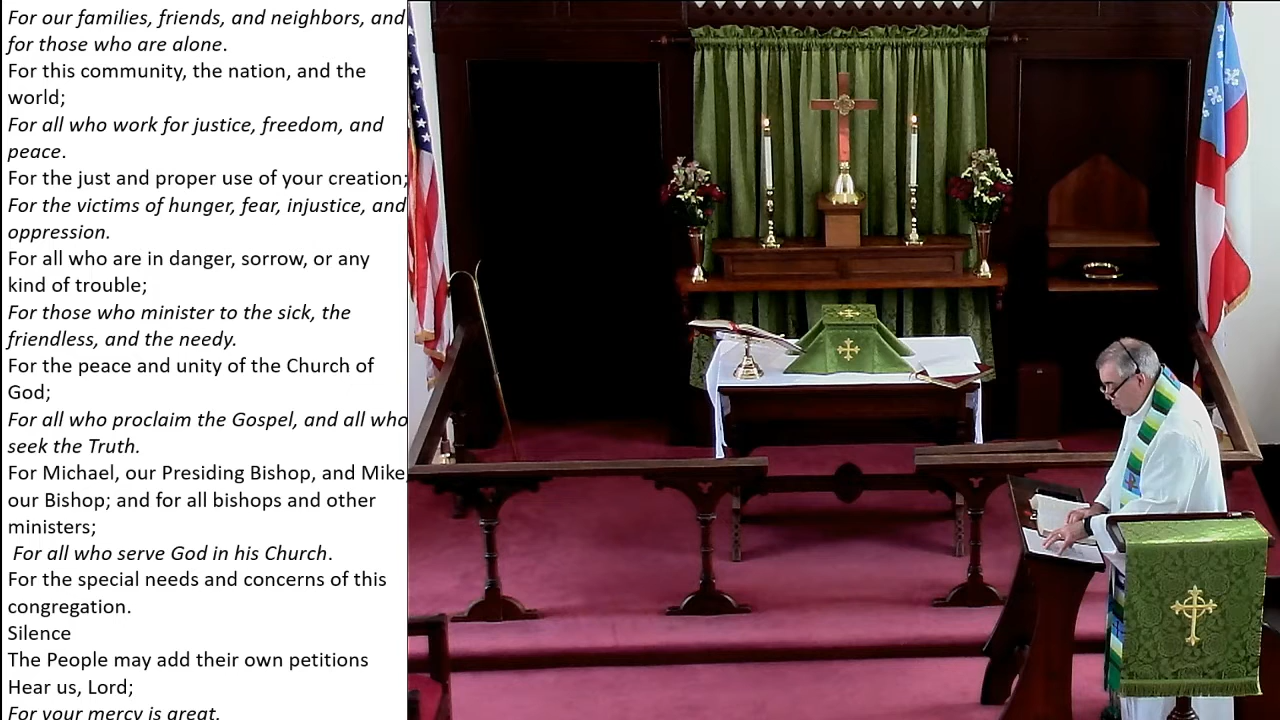 For our families, friends, and neighbors, and
for those who are alone.
For this community, the nation, and the
world;
For all who work for justice, freedom, and
peace.
For the just and proper use of your creation;
For the victims of hunger, fear, injustice, and
oppression.
For all who are in danger, sorrow, or any
kind of trouble;
For those who minister to the sick, the
friendless, and the needy.
For the peace and unity of the Church of
God;
For all who proclaim the Gospel, and all who
seek the Truth.
For Michael, our Presiding Bishop, and Mike
our Bishop; and for all bishops and other
ministers;
For all who serve God in his Church.
For the special needs and concerns of this
congregation.
Silence
The People may add their own petitions
Hear us, Lord;
For your mercy is great.